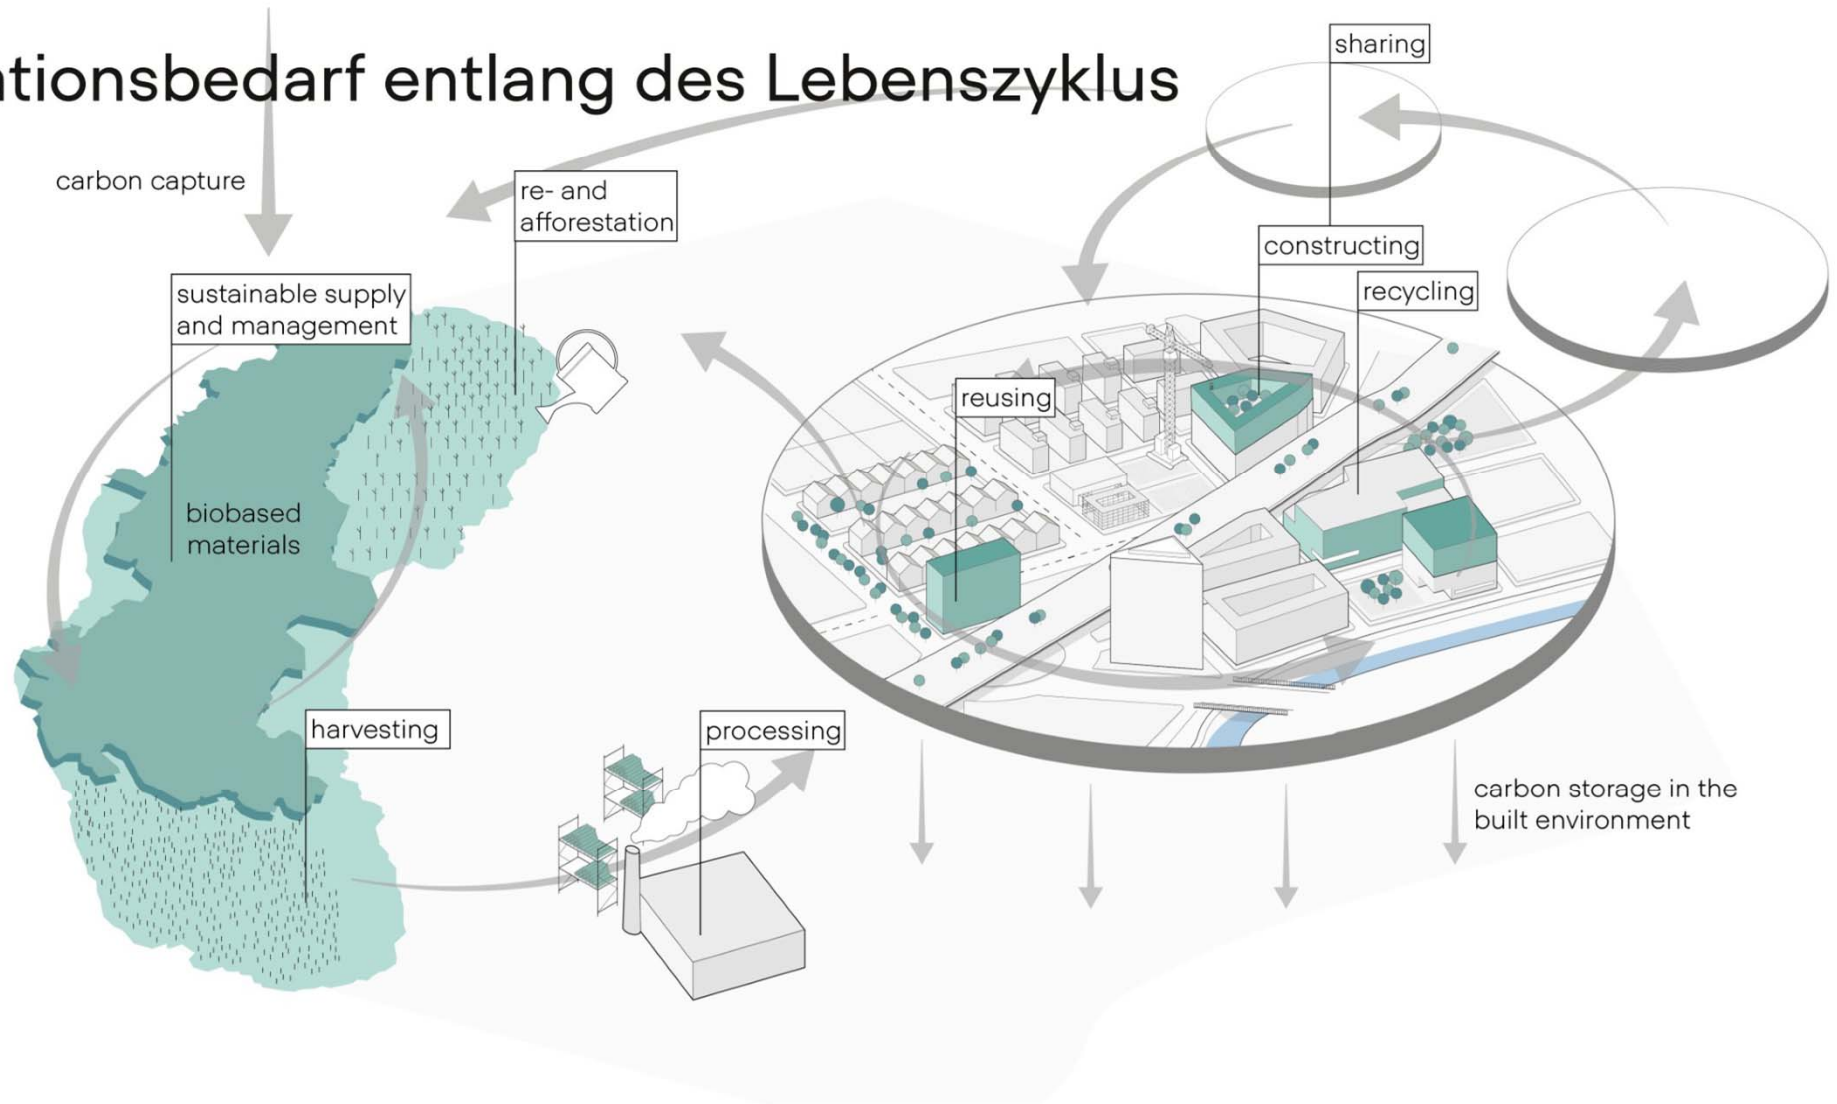 ationsbedarf entlang des Lebenszyklus
sharing
carbon capture
re- and
afforestation
constructing
sustainable supply
and management
recycling
reusing
biobased
materials
harvesting
processing
carbon storage in the
built environment